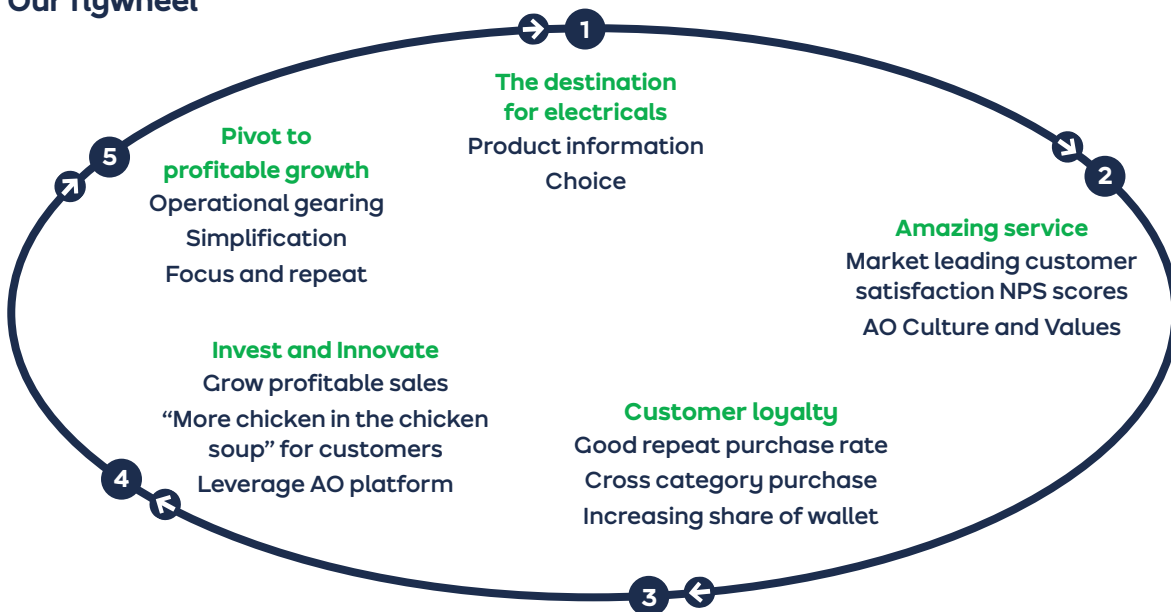 Our flywheel
1
The destination
for electricals
Product information
Choice
2
Amazing service
Market leading customer
satisfaction NPS scores
AO Culture and Values
3
Customer loyalty
Good repeat purchase rate
Cross category purchase
Increasing share of wallet
4
Invest and Innovate
Grow profitable sales
“More chicken in the chicken
soup” for customers
Leverage AO platform
5
Pivot to
profitable growth
Operational gearing
Simplification
Focus and repeat